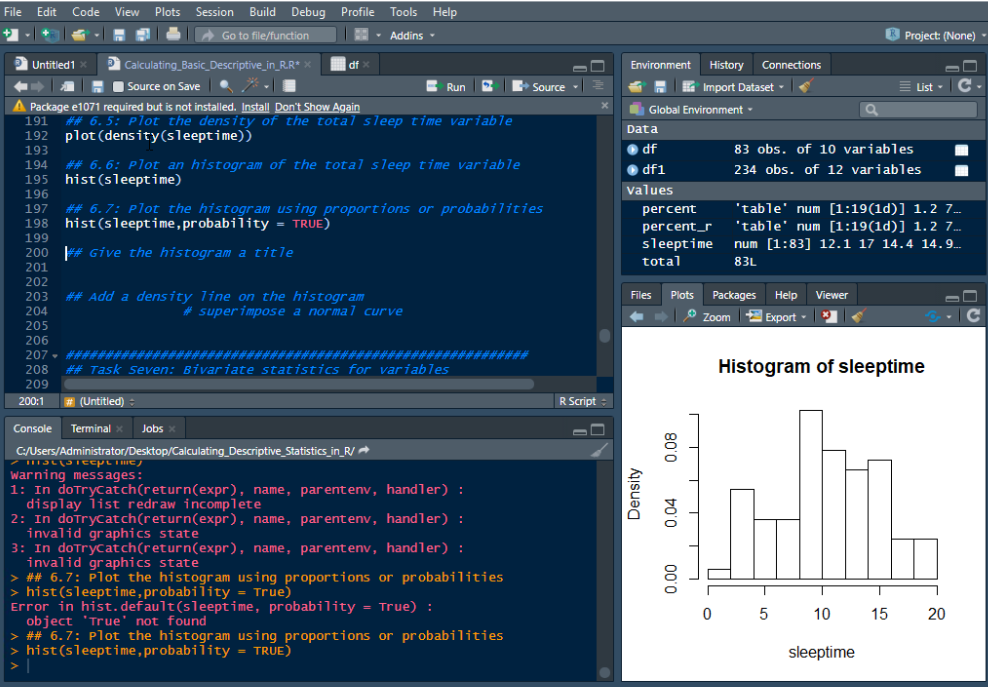 File Edit Code View Plots Session Build Debug Profile Tools Help
Go to file/function Addins Project: (None)
Untitled1 Calculating_Basic_Descriptive_in_R.R* df
Source on Save Run Source
Package e1071 required but is not installed. Install Don't Show Again
191 ## 6.5: Plot the density of the total sleep time variable
192 plot(density(sleeptime))
193
194 ## 6.6: Plot an histogram of the total sleep time variable
195 hist(sleeptime)
196
197 ## 6.7: Plot the histogram using proportions or probabilities
198 hist(sleeptime,probability = TRUE)
199
200 ## Give the histogram a title
201
202
203 ## Add a density line on the histogram
204 # superimpose a normal curve
205
206
207 ###########################################################
208 ## Task Seven: Bivariate statistics for variables
209
200:1 # (Untitled) R Script
Console Terminal Jobs
C:/Users/Administrator/Desktop/Calculating_Descriptive_Statistics_in_R/
> hist(sleeptime)
Warning messages:
1: In doTryCatch(return(expr), name, parentenv, handler) :
display list redraw incomplete
2: In doTryCatch(return(expr), name, parentenv, handler) :
invalid graphics state
3: In doTryCatch(return(expr), name, parentenv, handler) :
invalid graphics state
> ## 6.7: Plot the histogram using proportions or probabilities
> hist(sleeptime,probability = True)
Error in hist.default(sleeptime, probability = True) :
object 'True' not found
> ## 6.7: Plot the histogram using proportions or probabilities
> hist(sleeptime,probability = TRUE)
>
Environment History Connections
Import Dataset List
Global Environment
Data
df 83 obs. of 10 variables
df1 234 obs. of 12 variables
Values
percent 'table' num [1:19(1d)] 1.2 7…
percent_r 'table' num [1:19(1d)] 1.2 7…
sleeptime num [1:83] 12.1 17 14.4 14.9…
total 83L
Files Plots Packages Help Viewer
Zoom Export
Histogram of sleeptime
Density
0.08
0.04
0.00
0 5 10 15 20
sleeptime